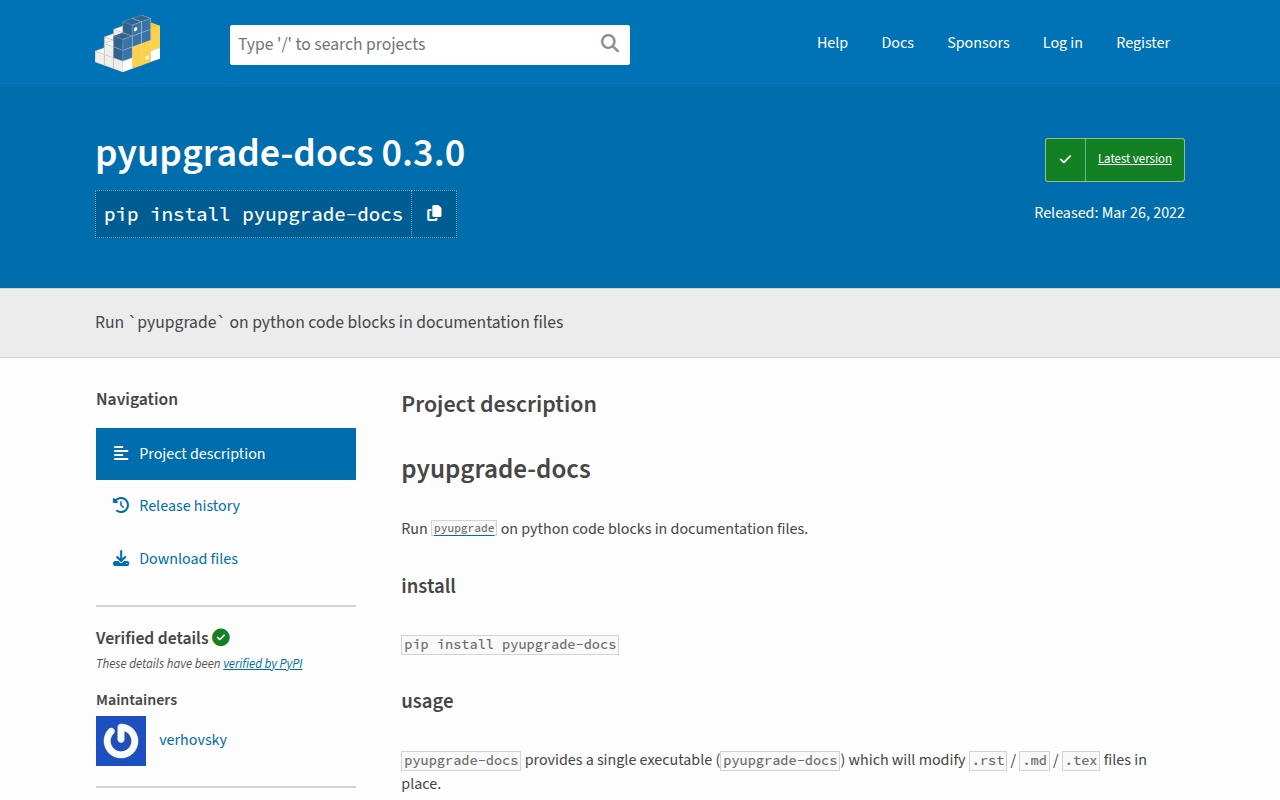 Type '/' to search projects
Help Docs Sponsors Log in Register
pyupgrade-docs 0.3.0
pip install pyupgrade-docs
Latest version
Released: Mar 26, 2022
Run `pyupgrade` on python code blocks in documentation files
Navigation
Project description
Release history
Download files
Verified details
These details have been verified by PyPI
Maintainers
verhovsky
Project description
pyupgrade-docs
Run pyupgrade on python code blocks in documentation files.
install
pip install pyupgrade-docs
usage
pyupgrade-docs provides a single executable (pyupgrade-docs) which will modify .rst / .md / .tex files in
place.